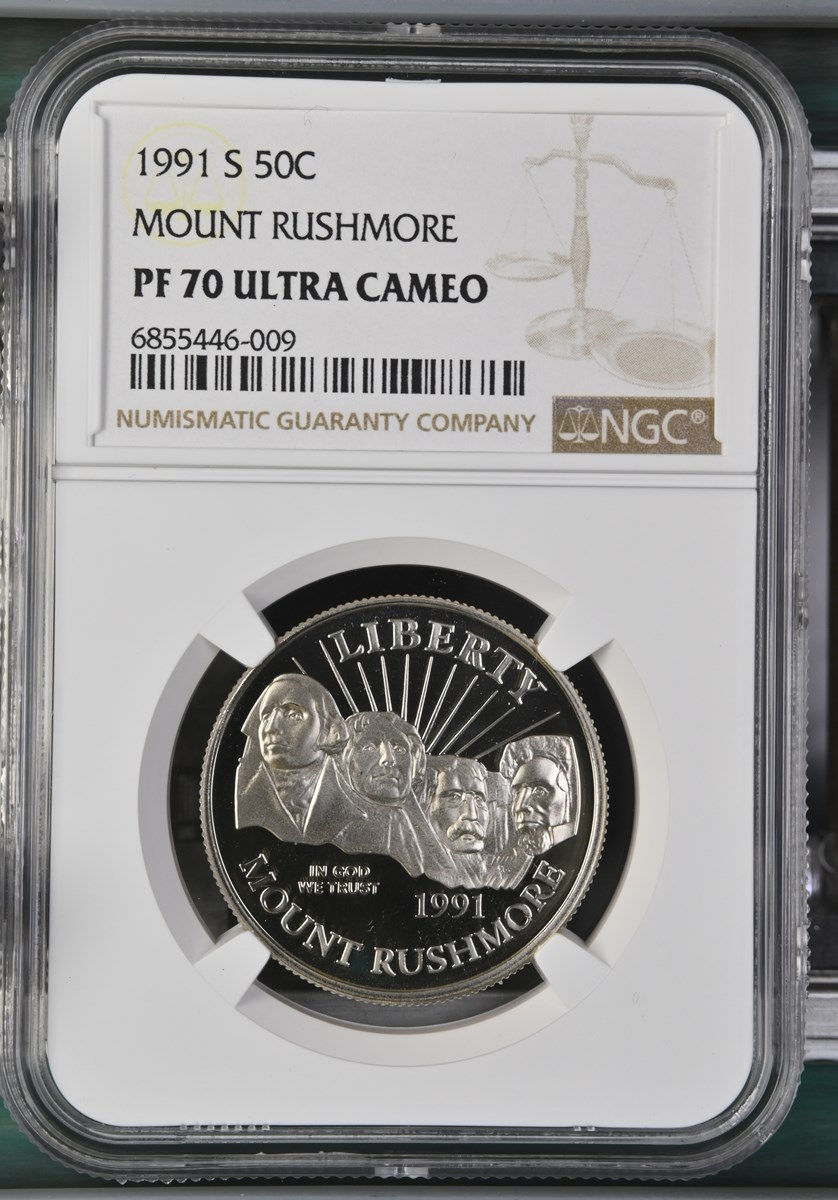 1991 S 50C
MOUNT RUSHMORE
PF 70 ULTRA CAMEO
6855446-009
NUMISMATIC GUARANTY COMPANY
NGC®
LIBERTY
IN GOD
WE TRUST
1991
MOUNT RUSHMORE